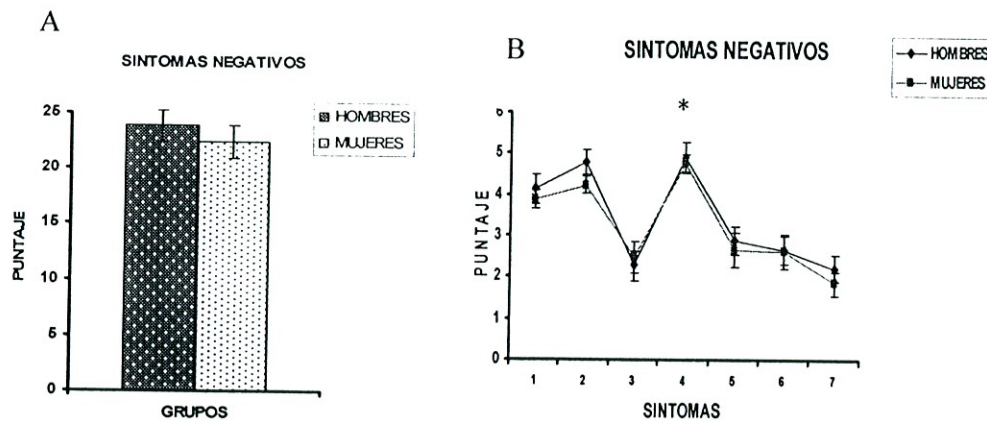 A
SINTOMAS NEGATIVOS
HOMBRES
MUJERES
PUNTAJE
25
20
15
10
5
0
GRUPOS
B
SINTOMAS NEGATIVOS
HOMBRES
MUJERES
*
PUNTAJE
6
5
4
3
2
1
0
1 2 3 4 5 6 7
SINTOMAS